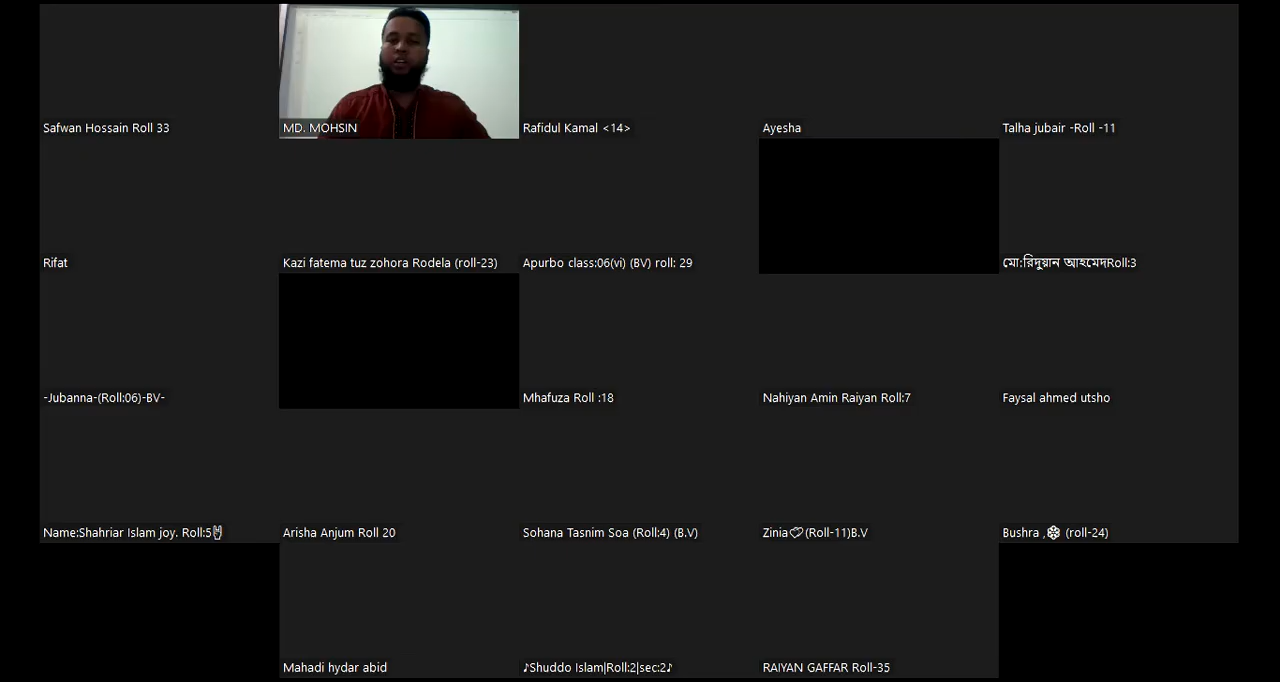 Safwan Hossain Roll 33
MD. MOHSIN
Rafidul Kamal <14>
Ayesha
Talha jubair -Roll -11
Rifat
Kazi fatema tuz zohora Rodela (roll-23)
Apurbo class:06(vi) (BV) roll: 29
মো:রিদুয়ান আহমেদRoll:3
-Jubanna-(Roll:06)-BV-
Mhafuza Roll :18
Nahiyan Amin Raiyan Roll:7
Faysal ahmed utsho
Name:Shahriar Islam joy. Roll:5🤘
Arisha Anjum Roll 20
Sohana Tasnim Soa (Roll:4) (B.V)
Zinia♡(Roll-11)B.V
Bushra ,❄ (roll-24)
Mahadi hydar abid
♪Shuddo Islam|Roll:2|sec:2♪
RAIYAN GAFFAR Roll-35